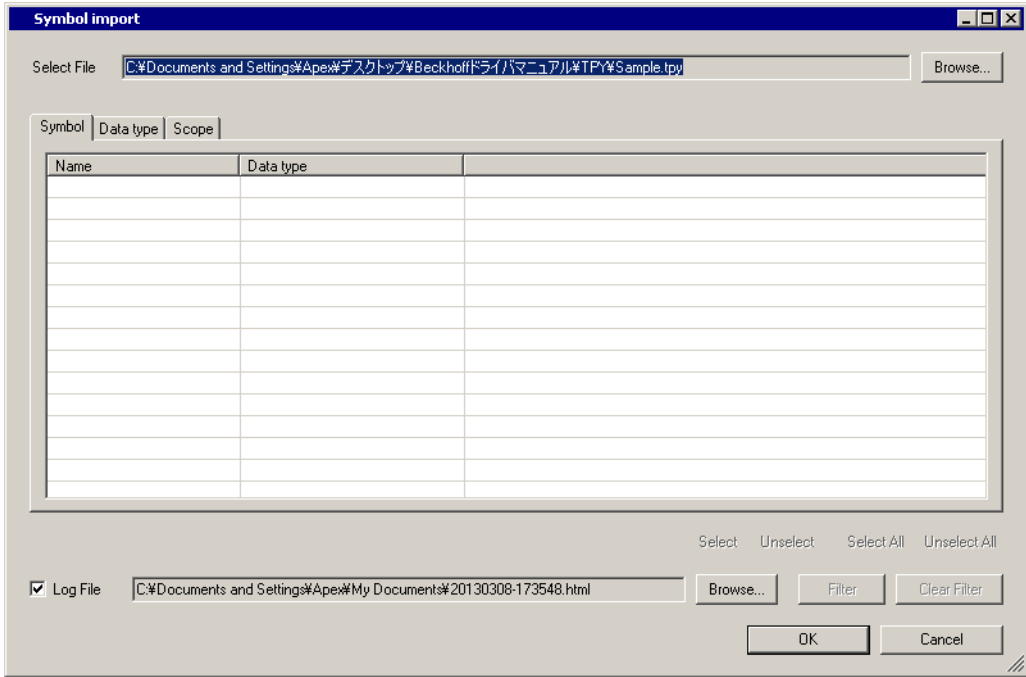 Symbol import
Select File C:¥Documents and Settings¥Apex¥デスクトップ¥Beckhoffドライバマニュアル¥TPY¥Sample.tpy Browse...
Symbol Data type Scope
Name Data type
Select Unselect Select All Unselect All
Log File C:¥Documents and Settings¥Apex¥My Documents¥20130308-173548.html Browse... Filter Clear Filter
OK Cancel